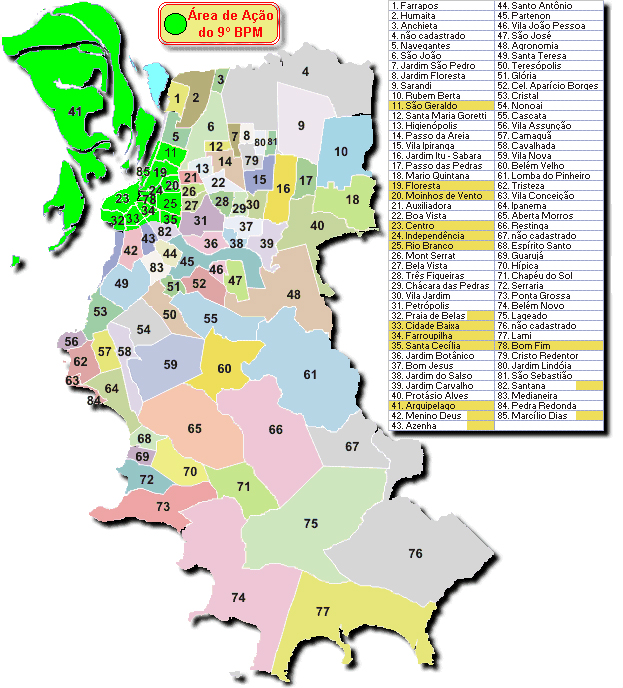 Área de Ação
do 9º BPM
1. Farrapos
2. Humaita
3. Anchieta
4. não cadastrado
5. Navegantes
6. São João
7. Jardim São Pedro
8. Jardim Floresta
9. Sarandi
10. Rubem Berta
11. São Geraldo
12. Santa Maria Goretti
13. Higienópolis
14. Passo da Areia
15. Vila Ipiranga
16. Jardim Itu - Sabara
17. Passo das Pedras
18. Mario Quintana
19. Floresta
20. Moinhos de Vento
21. Auxiliadora
22. Boa Vista
23. Centro
24. Independência
25. Rio Branco
26. Mont Serrat
27. Bela Vista
28. Três Figueiras
29. Chácara das Pedras
30. Vila Jardim
31. Petrópolis
32. Praia de Belas
33. Cidade Baixa
34. Farroupilha
35. Santa Cecília
36. Jardim Botânico
37. Bom Jesus
38. Jardim do Salso
39. Jardim Carvalho
40. Protásio Alves
41. Arquipelago
42. Menino Deus
43. Azenha
44. Santo Antônio
45. Partenon
46. Vila João Pessoa
47. São José
48. Agronomia
49. Santa Teresa
50. Teresópolis
51. Glória
52. Cel. Aparício Borges
53. Cristal
54. Nonoai
55. Cascata
56. Vila Assunção
57. Camaquã
58. Cavalhada
59. Vila Nova
60. Belém Velho
61. Lomba do Pinheiro
62. Tristeza
63. Vila Conceição
64. Ipanema
65. Aberta Morros
66. Restinga
67. não cadastrado
68. Espírito Santo
69. Guarujá
70. Hípica
71. Chapéu do Sol
72. Serraria
73. Ponta Grossa
74. Belém Novo
75. Lageado
76. não cadastrado
77. Lami
78. Bom Fim
79. Cristo Redentor
80. Jardim Lindóia
81. São Sebastião
82. Santana
83. Medianeira
84. Pedra Redonda
85. Marcílio Dias
4
3
1
2
9
41
5
6
7
8
80
81
10
11
12
14
79
13
85
19
21
22
15
16
17
18
24
20
26
23
78
25
27
28
29
30
34
32
33
35
31
37
40
82
43
36
38
39
42
44
45
83
46
49
51
52
47
48
53
50
55
54
56
57
58
62
59
60
61
63
64
84
65
66
68
67
69
70
72
71
73
75
76
74
77